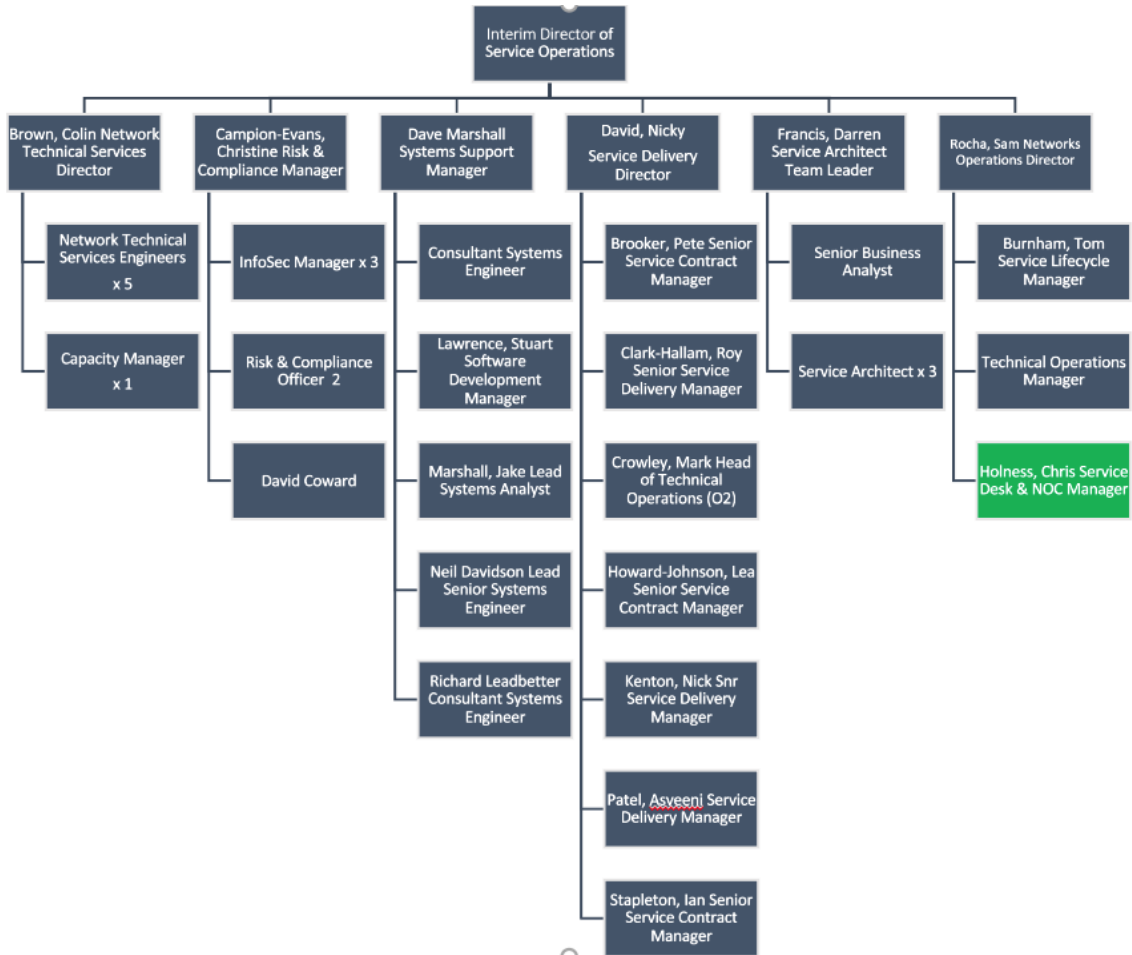 Interim Director of
Service Operations
Brown, Colin Network
Technical Services
Director
Campion-Evans,
Christine Risk &
Compliance Manager
Dave Marshall
Systems Support
Manager
David, Nicky
Service Delivery
Director
Francis, Darren
Service Architect
Team Leader
Rocha, Sam Networks
Operations Director
Network Technical
Services Engineers
x 5
Capacity Manager
x 1
InfoSec Manager x 3
Risk & Compliance
Officer 2
David Coward
Consultant Systems
Engineer
Lawrence, Stuart
Software
Development
Manager
Marshall, Jake Lead
Systems Analyst
Neil Davidson Lead
Senior Systems
Engineer
Richard Leadbetter
Consultant Systems
Engineer
Brooker, Pete Senior
Service Contract
Manager
Clark-Hallam, Roy
Senior Service
Delivery Manager
Crowley, Mark Head
of Technical
Operations (O2)
Howard-Johnson, Lea
Senior Service
Contract Manager
Kenton, Nick Snr
Service Delivery
Manager
Patel, Asveeni Service
Delivery Manager
Stapleton, Ian Senior
Service Contract
Manager
Senior Business
Analyst
Service Architect x 3
Burnham, Tom
Service Lifecycle
Manager
Technical Operations
Manager
Holness, Chris Service
Desk & NOC Manager